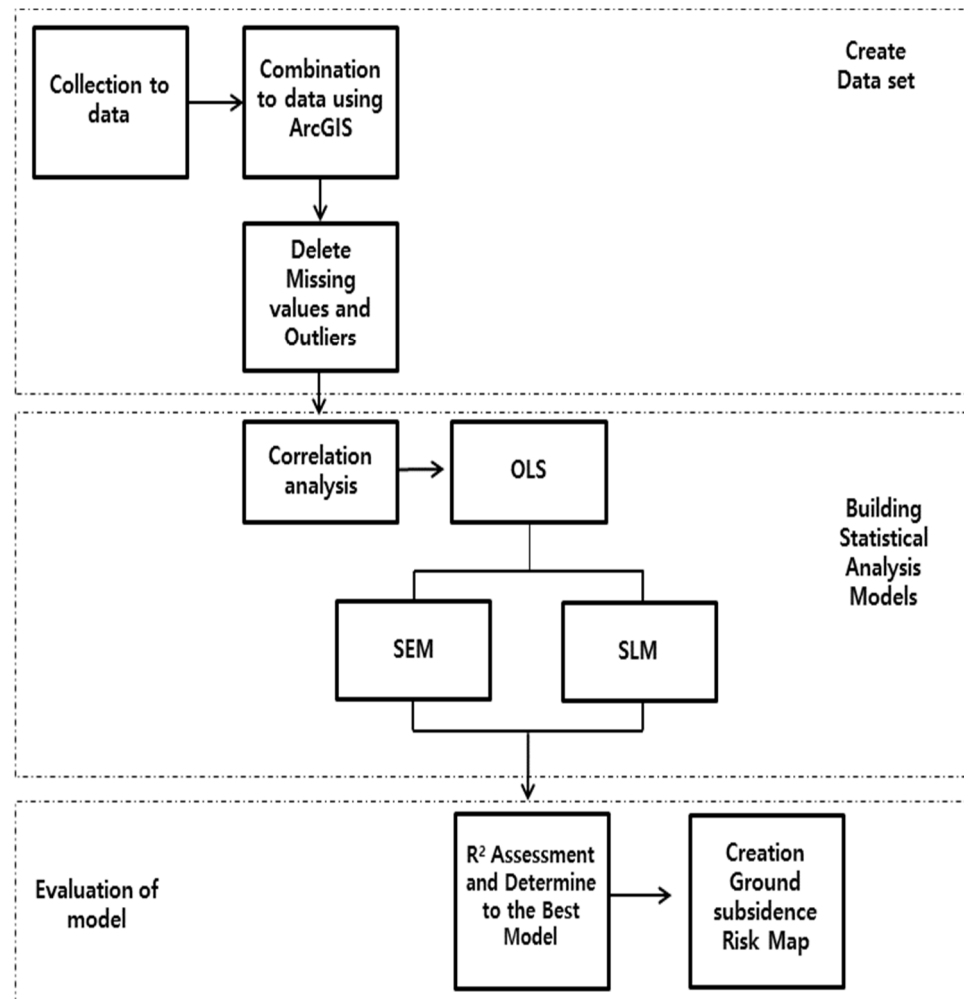 Collection to
data
Combination
to data using
ArcGIS
Create
Data set
Delete
Missing
values and
Outliers
Correlation
analysis
OLS
Building
Statistical
Analysis
Models
SEM
SLM
Evaluation of
model
R² Assessment
and Determine
to the Best
Model
Creation
Ground
subsidence
Risk Map